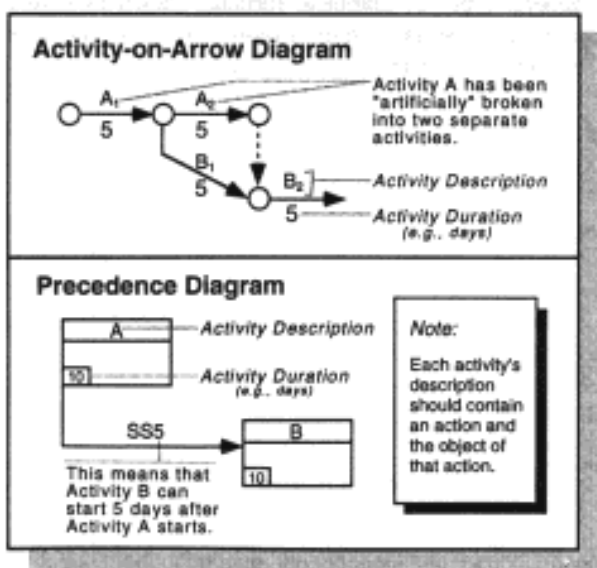 Activity-on-Arrow Diagram
A₁
A₂
5
5
Activity A has been
"artificially" broken
into two separate
activities.
B₁
5
B₂
5
Activity Description
Activity Duration
(e.g., days)
Precedence Diagram
A
Activity Description
10
Activity Duration
(e.g., days)
SS5
B
10
This means that
Activity B can
start 5 days after
Activity A starts.
Note:
Each activity's
description
should contain
an action and
the object of
that action.